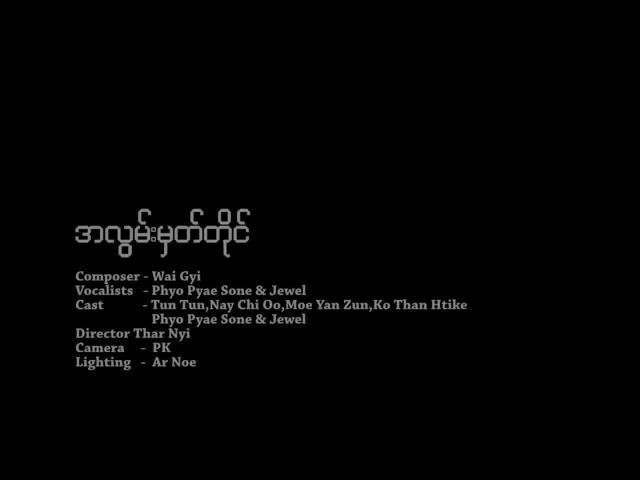 အလွမ်းမှတ်တိုင်
Composer - Wai Gyi
Vocalists - Phyo Pyae Sone & Jewel
Cast - Tun Tun,Nay Chi Oo,Moe Yan Zun,Ko Than Htike
Phyo Pyae Sone & Jewel
Director Thar Nyi
Camera - PK
Lighting - Ar Noe